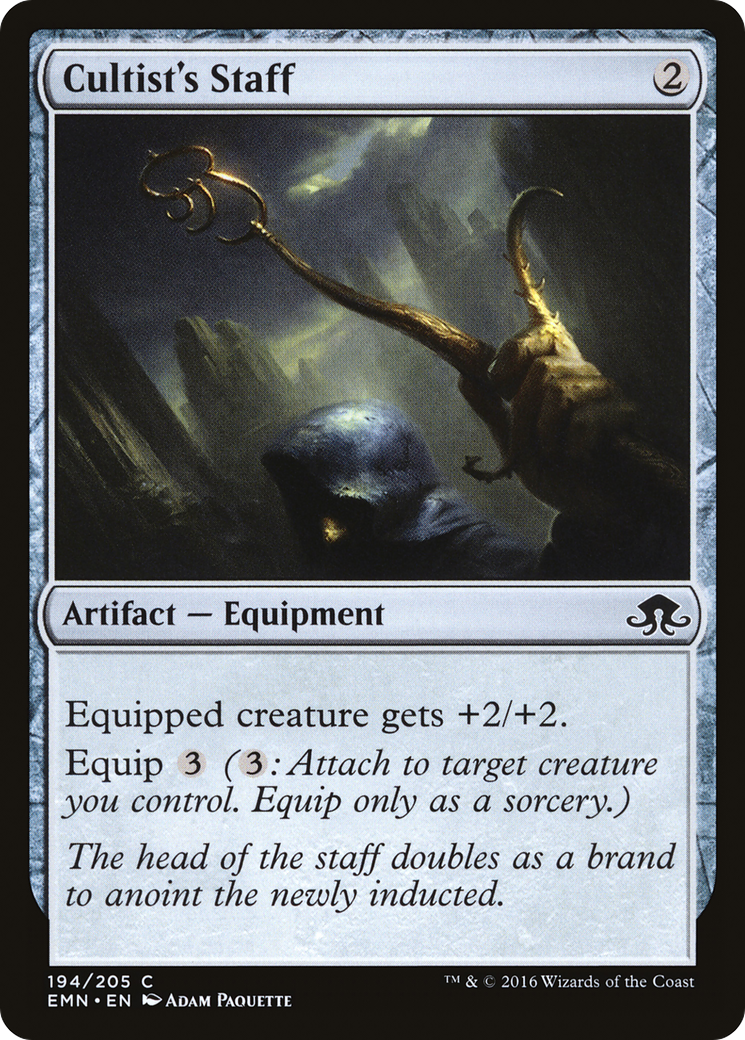 Cultist's Staff 2
Artifact — Equipment
Equipped creature gets +2/+2.
Equip 3 (3: Attach to target creature
you control. Equip only as a sorcery.)
The head of the staff doubles as a brand
to anoint the newly inducted.
194/205 C
™ & © 2016 Wizards of the Coast
EMN • EN Adam Paquette